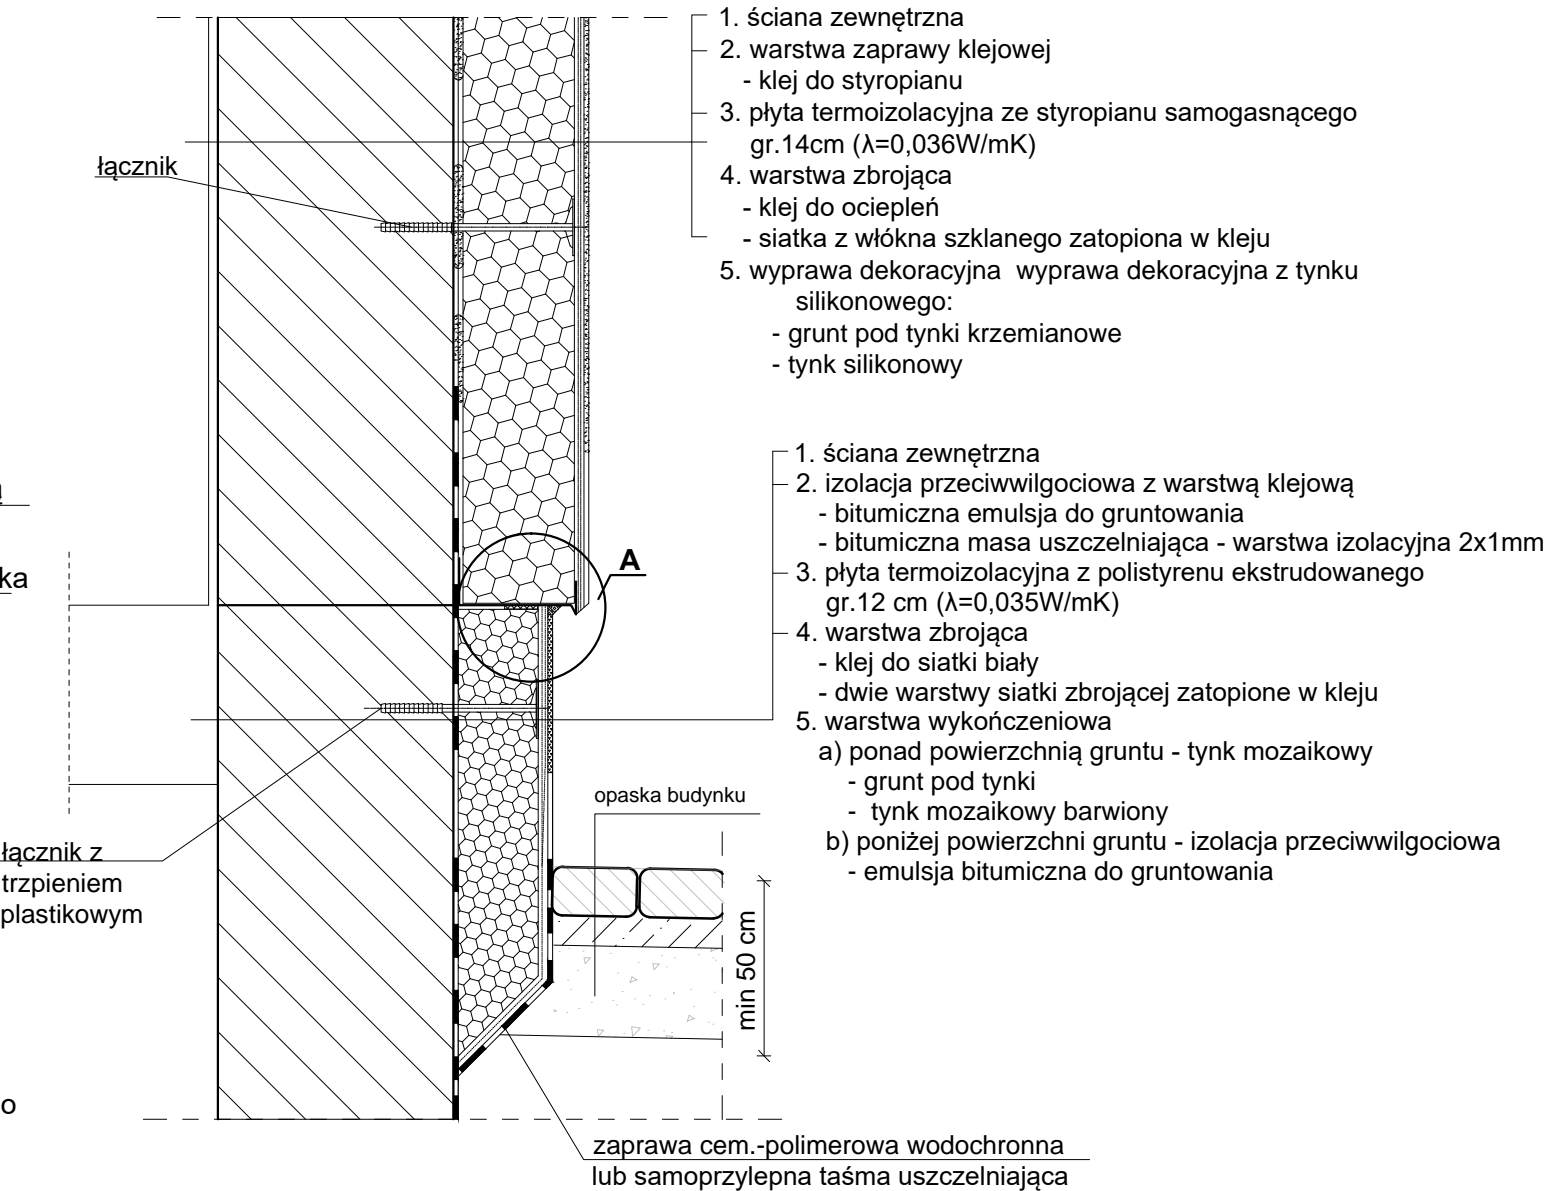 1. ściana zewnętrzna
2. warstwa zaprawy klejowej
- klej do styropianu
3. płyta termoizolacyjna ze styropianu samogasnącego
gr.14cm (λ=0,036W/mK)
4. warstwa zbrojąca
- klej do ociepleń
- siatka z włókna szklanego zatopiona w kleju
5. wyprawa dekoracyjna wyprawa dekoracyjna z tynku
silikonowego:
- grunt pod tynki krzemianowe
- tynk silikonowy
łącznik
1. ściana zewnętrzna
2. izolacja przeciwwilgociowa z warstwą klejową
- bitumiczna emulsja do gruntowania
- bitumiczna masa uszczelniająca - warstwa izolacyjna 2x1mm
3. płyta termoizolacyjna z polistyrenu ekstrudowanego
gr.12 cm (λ=0,035W/mK)
4. warstwa zbrojąca
- klej do siatki biały
- dwie warstwy siatki zbrojącej zatopione w kleju
5. warstwa wykończeniowa
a) ponad powierzchnią gruntu - tynk mozaikowy
- grunt pod tynki
- tynk mozaikowy barwiony
b) poniżej powierzchni gruntu - izolacja przeciwwilgociowa
- emulsja bitumiczna do gruntowania
A
ka
opaska budynku
łącznik z
trzpieniem
plastikowym
min 50 cm
o
zaprawa cem.-polimerowa wodochronna
lub samoprzylepna taśma uszczelniająca